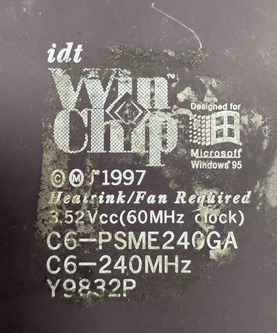 idt
Win
Chip
™
Designed for
Microsoft
Windows 95
© Ⓜ 1997
Heatsink/Fan Required
3.52Vcc(60MHz clock)
C6-PSME240GA
C6-240MHz
Y9832P